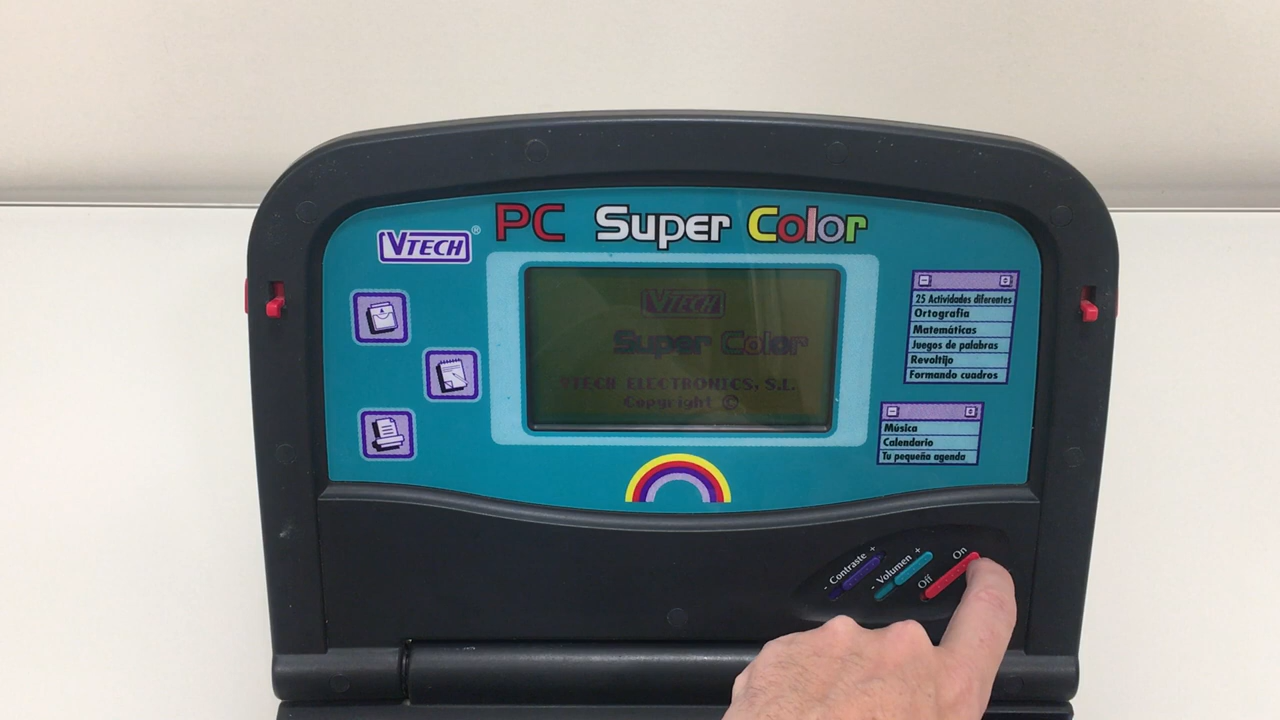 PC Super Color
VTECH®
VTECH
Super Color
VTECH ELECTRONICS, S.L.
Copyright ©
25 Actividades diferentes
Ortografia
Matemáticas
Juegos de palabras
Revoltijo
Formando cuadros
Música
Calendario
Tu pequeña agenda
- Contraste +
- Volumen +
Off On